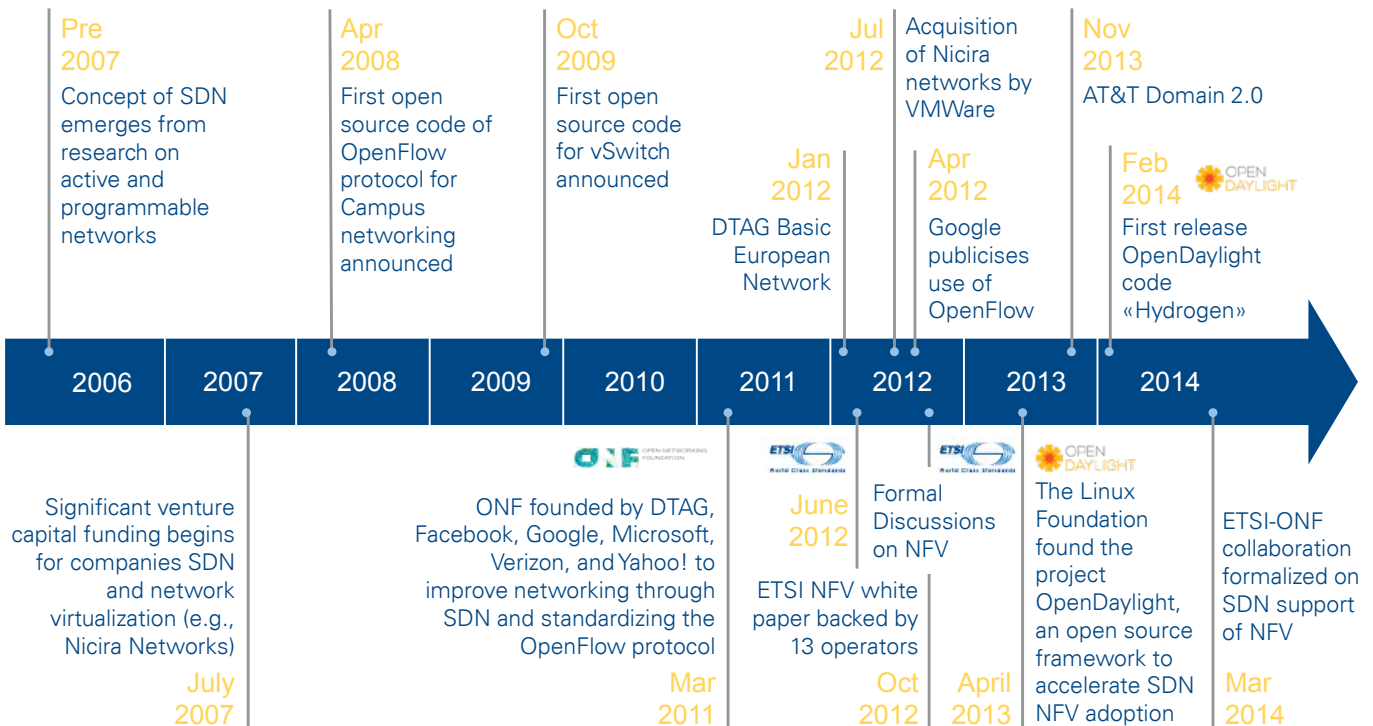 Pre
2007
Concept of SDN
emerges from
research on
active and
programmable
networks
Apr
2008
First open
source code of
OpenFlow
protocol for
Campus
networking
announced
Oct
2009
First open
source code
for vSwitch
announced
Jan
2012
DTAG Basic
European
Network
Jul
2012
Acquisition
of Nicira
networks by
VMWare
Apr
2012
Google
publicises
use of
OpenFlow
Nov
2013
AT&T Domain 2.0
Feb
2014
OPEN
DAYLIGHT
First release
OpenDaylight
code
«Hydrogen»
2006 2007 2008 2009 2010 2011 2012 2013 2014
Significant venture
capital funding begins
for companies SDN
and network
virtualization (e.g.,
Nicira Networks)
July
2007
ONF OPEN NETWORKING
FOUNDATION
ONF founded by DTAG,
Facebook, Google, Microsoft,
Verizon, and Yahoo! to
improve networking through
SDN and standardizing the
OpenFlow protocol
Mar
2011
ETSI
World Class Standards
June
2012
ETSI NFV white
paper backed by
13 operators
Oct
2012
Formal
Discussions
on NFV
ETSI
World Class Standards
April
2013
OPEN
DAYLIGHT
The Linux
Foundation
found the
project
OpenDaylight,
an open source
framework to
accelerate SDN
NFV adoption
ETSI-ONF
collaboration
formalized on
SDN support
of NFV
Mar
2014